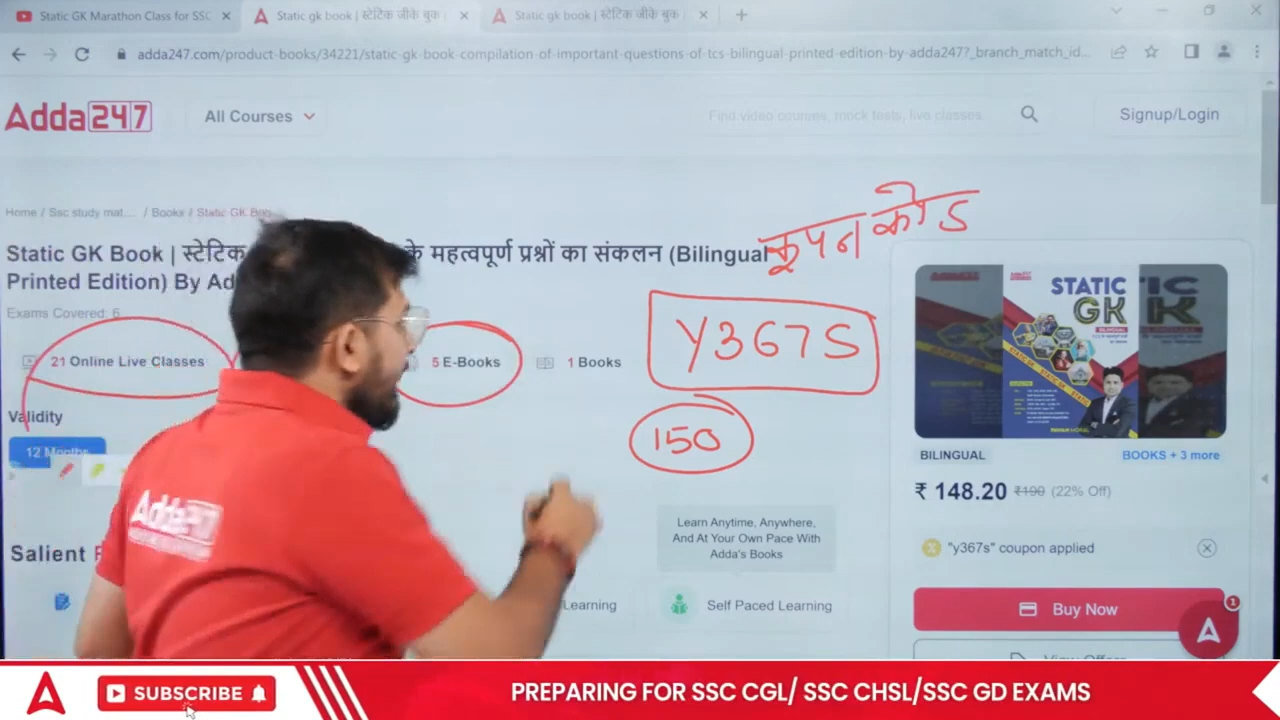 Static GK Marathon Class for SSC
Static gk book | स्टेटिक जीके बुक
Static gk book | स्टेटिक जीके बुक
adda247.com/product-books/34221/static-gk-book-compilation-of-important-questions-of-tcs-bilingual-printed-edition-by-adda247?_branch_match_id...
Adda247
All Courses
Find video courses, mock tests, live classes
Signup/Login
Home / Ssc study mat.... / Books / Static GK
कूपन कोड
Static GK Book | स्टेटिक के महत्वपूर्ण प्रश्नों का संकलन (Bilingual
Printed Edition) By
Exams Covered: 6
21 Online Live Classes
5 E-Books
1 Books
Y367S
150
Validity
12 Months
STATIC
GK
BILINGUAL
BILINGUAL
BOOKS + 3 more
₹ 148.20 ₹190 (22% Off)
"y367s" coupon applied
Buy Now
1
Salient
Learn Anytime, Anywhere,
And At Your Own Pace With
Adda's Books
Learning
Self Paced Learning
View Offers
Adda247
SUBSCRIBE
PREPARING FOR SSC CGL/ SSC CHSL/SSC GD EXAMS